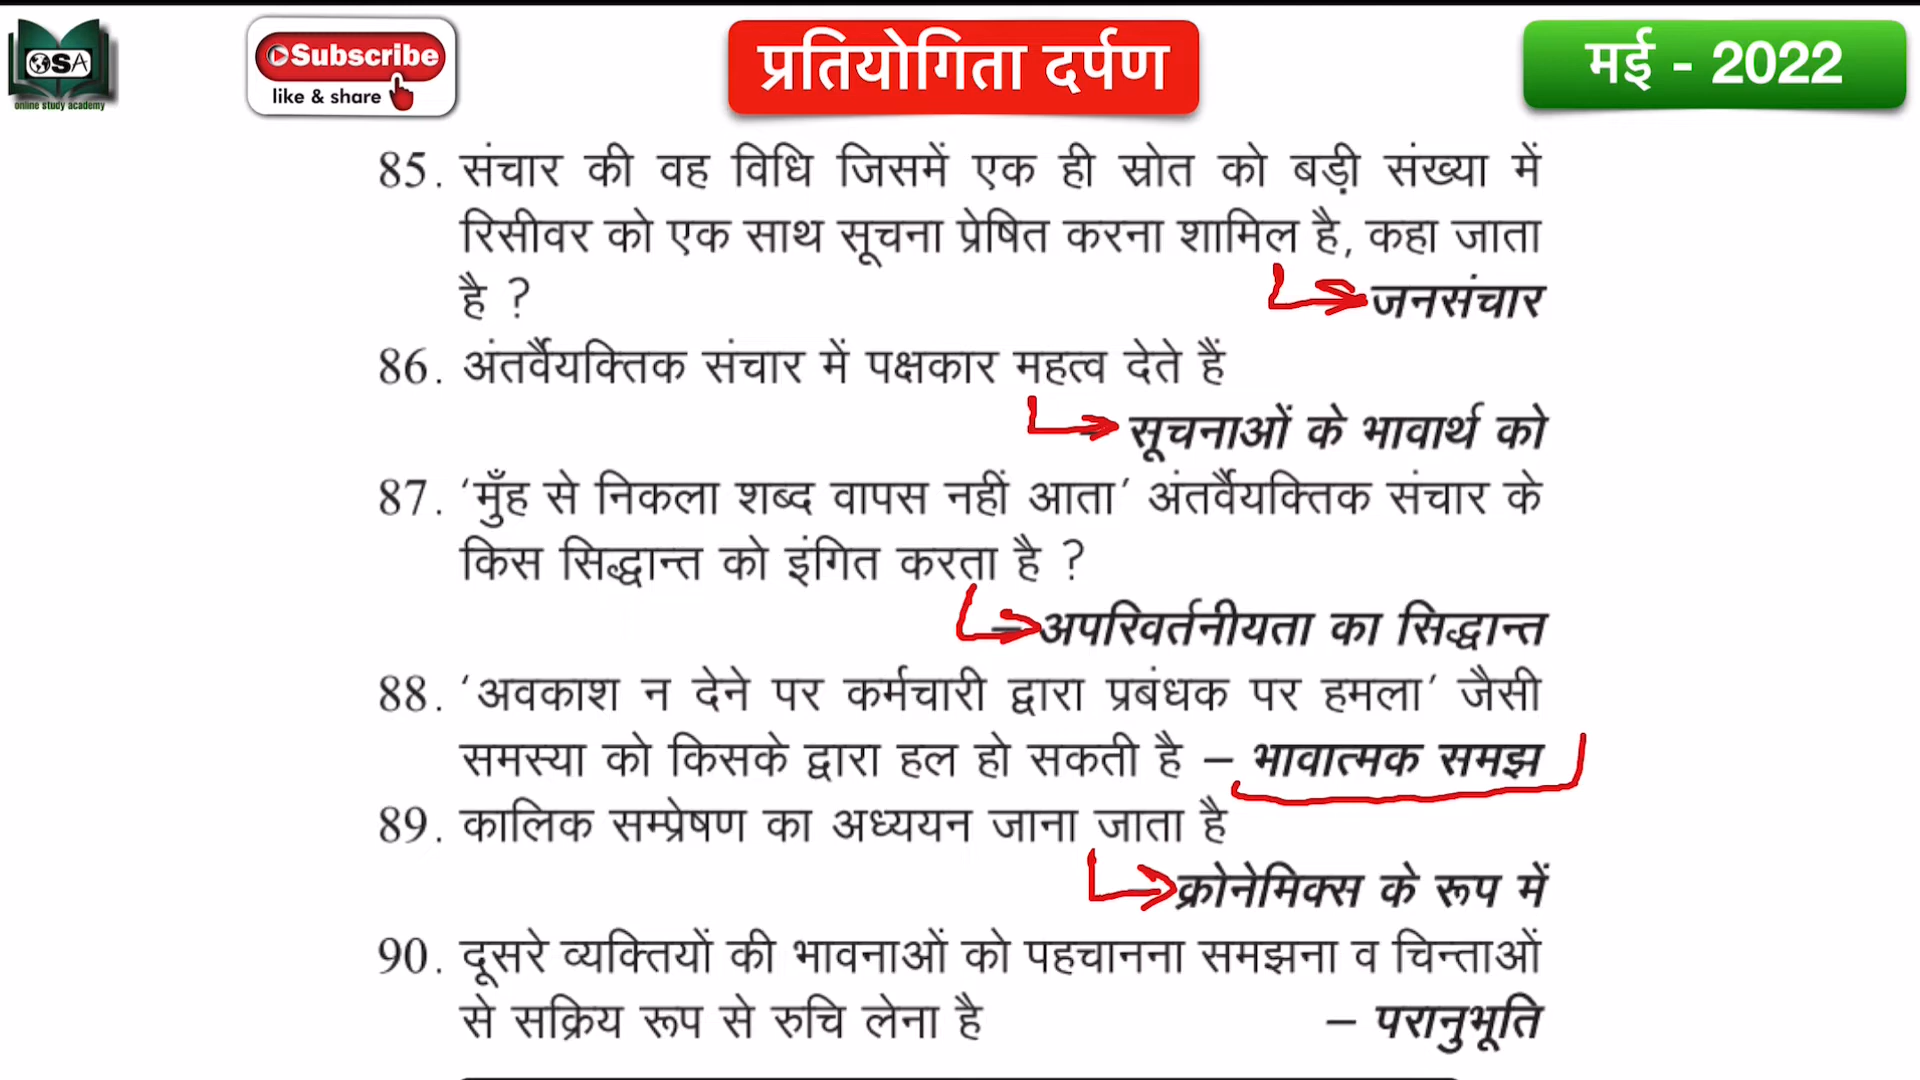 OSA
online study academy
Subscribe
like & share
प्रतियोगिता दर्पण
मई - 2022
85. संचार की वह विधि जिसमें एक ही स्रोत को बड़ी संख्या में
रिसीवर को एक साथ सूचना प्रेषित करना शामिल है, कहा जाता
है ? जनसंचार
86. अंतर्वैयक्तिक संचार में पक्षकार महत्व देते हैं
– सूचनाओं के भावार्थ को
87. ‘मुँह से निकला शब्द वापस नहीं आता’ अंतर्वैयक्तिक संचार के
किस सिद्धान्त को इंगित करता है ?
– अपरिवर्तनीयता का सिद्धान्त
88. ‘अवकाश न देने पर कर्मचारी द्वारा प्रबंधक पर हमला’ जैसी
समस्या को किसके द्वारा हल हो सकती है – भावात्मक समझ
89. कालिक सम्प्रेषण का अध्ययन जाना जाता है
क्रोनेमिक्स के रूप में
90. दूसरे व्यक्तियों की भावनाओं को पहचानना समझना व चिन्ताओं
से सक्रिय रूप से रुचि लेना है – परानुभूति